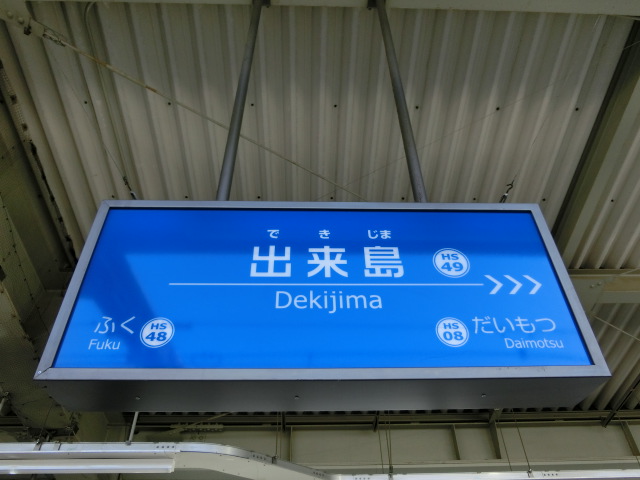 で き じま
出来島 HS 49
Dekijima
ふく HS 48
Fuku
HS 08 だいもつ
Daimotsu